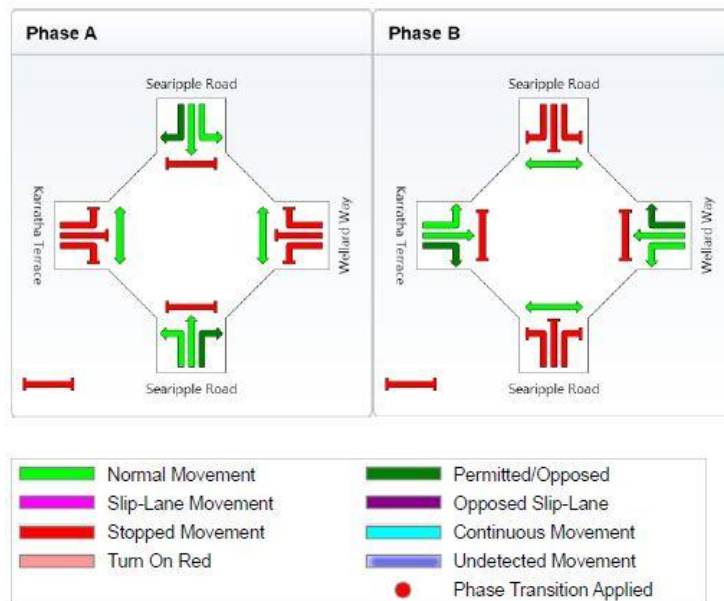 Phase A
Searipple Road
Karratha Terrace
Wellard Way
Searipple Road
Phase B
Searipple Road
Karratha Terrace
Wellard Way
Searipple Road
Normal Movement
Permitted/Opposed
Slip-Lane Movement
Opposed Slip-Lane
Stopped Movement
Continuous Movement
Turn On Red
Undetected Movement
Phase Transition Applied